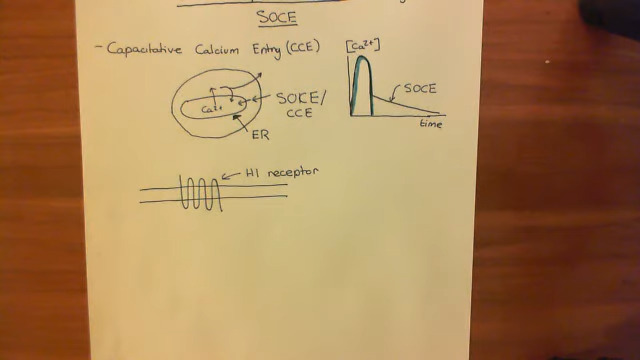 SOCE
- Capacitative Calcium Entry (CCE)
[Ca2+]
Ca2+
SOCE/
CCE
ER
SOCE
time
H1 receptor